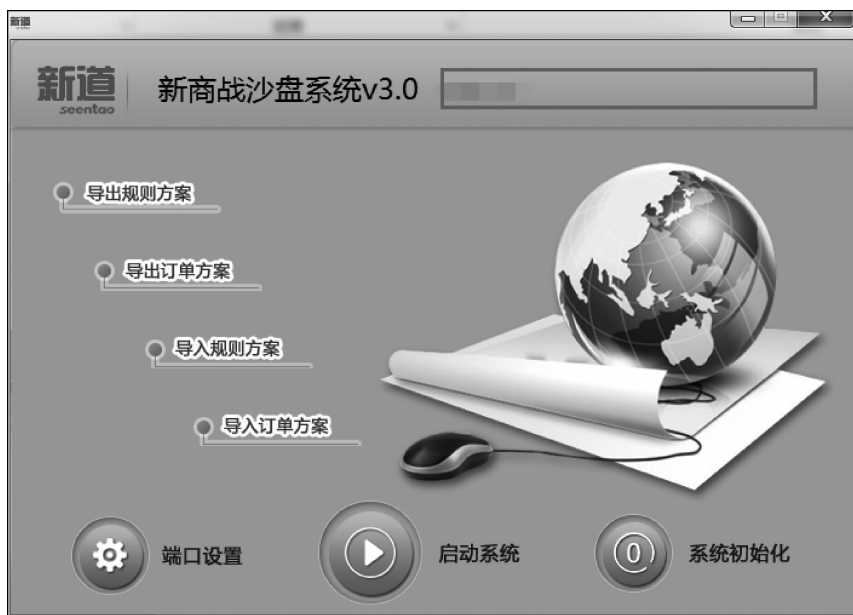 新道
新道
seentao
新商战沙盘系统v3.0
导出规则方案
导出订单方案
导入规则方案
导入订单方案
端口设置
启动系统
系统初始化